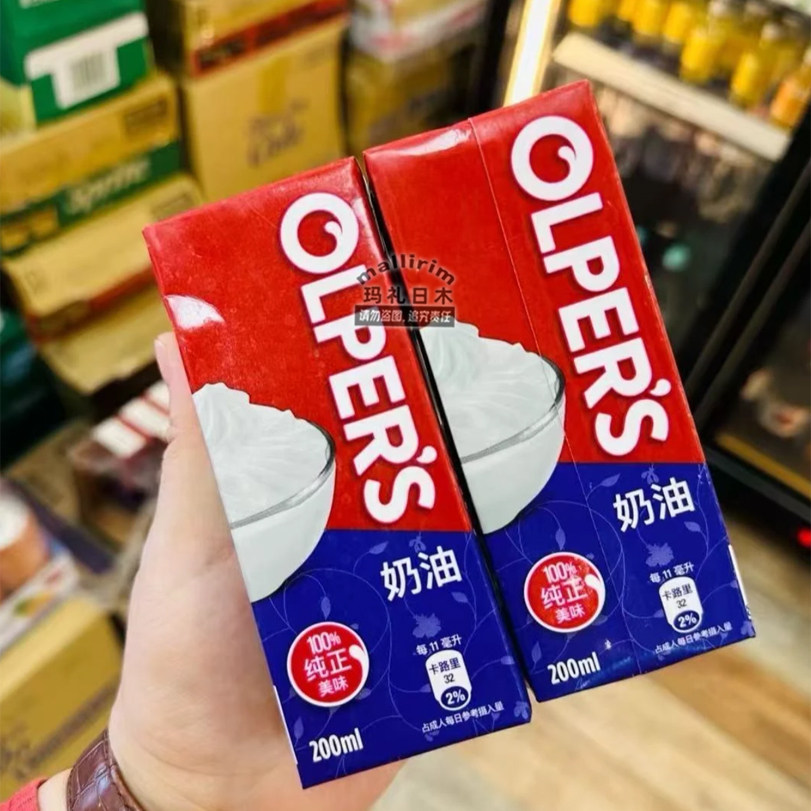 OLPER'S
奶油
100%
纯正
美味
每 11 毫升
卡路里
32
2%
占成人每日参考摄入量
200ml
OLPER'S
奶油
100%
纯正
美味
每 11 毫升
卡路里
32
2%
占成人每日参考摄入量
200ml
mallirim
玛礼日木
请勿盗图,追究责任
Sprite